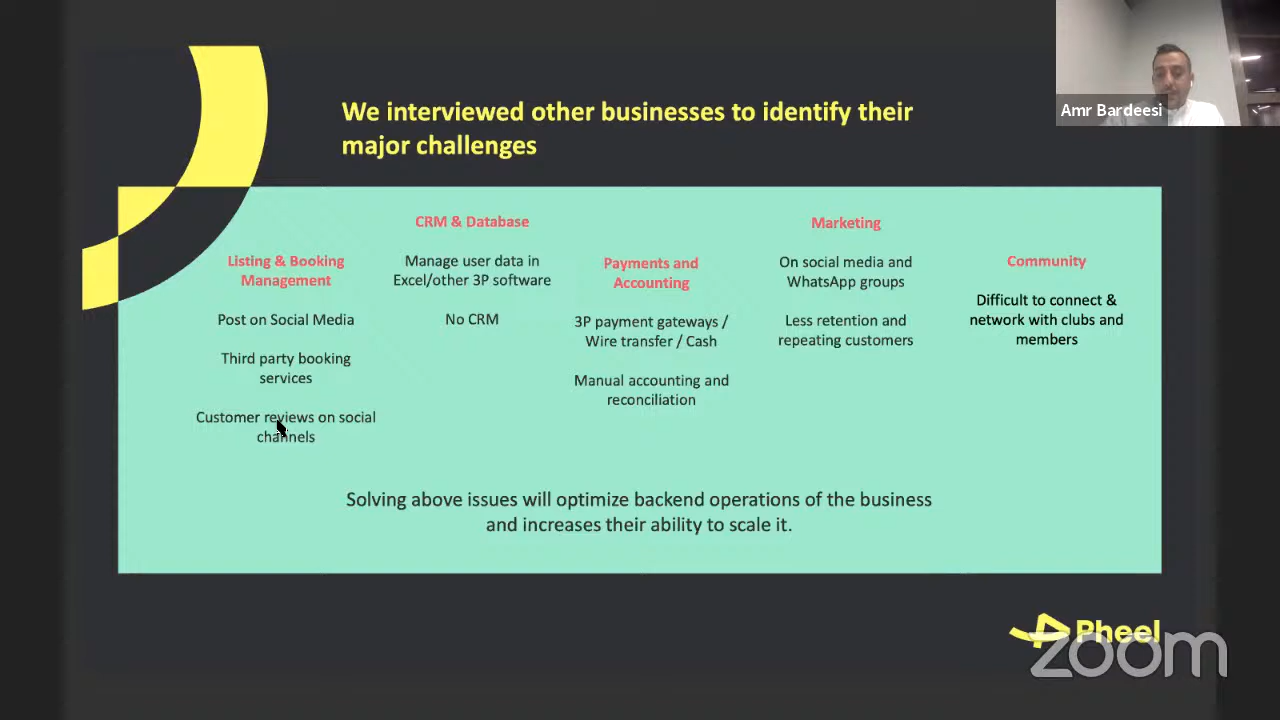 Amr Bardeesi
We interviewed other businesses to identify their
major challenges
Listing & Booking
Management
Post on Social Media
Third party booking
services
Customer reviews on social
channels
CRM & Database
Manage user data in
Excel/other 3P software
No CRM
Payments and
Accounting
3P payment gateways /
Wire transfer / Cash
Manual accounting and
reconciliation
Marketing
On social media and
WhatsApp groups
Less retention and
repeating customers
Community
Difficult to connect &
network with clubs and
members
Solving above issues will optimize backend operations of the business
and increases their ability to scale it.
Pheel
zoom